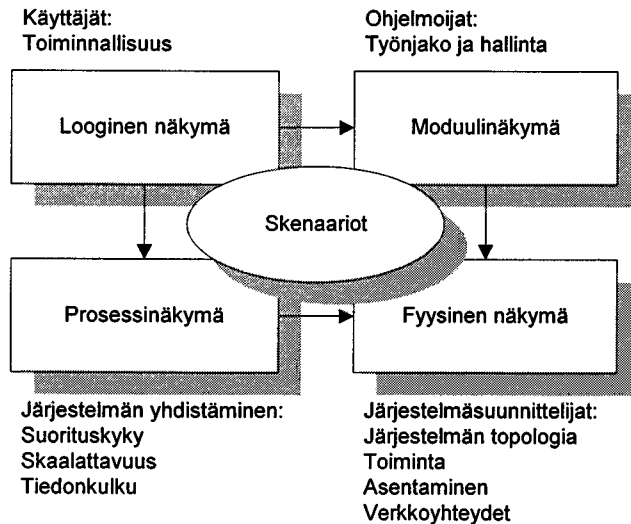 Käyttäjät:
Toiminnallisuus
Ohjelmoijat:
Työnjako ja hallinta
Looginen näkymä
Moduulinäkymä
Skenaariot
Prosessinäkymä
Fyysinen näkymä
Järjestelmän yhdistäminen:
Suorituskyky
Skaalattavuus
Tiedonkulku
Järjestelmäsuunnittelijat:
Järjestelmän topologia
Toiminta
Asentaminen
Verkkoyhteydet